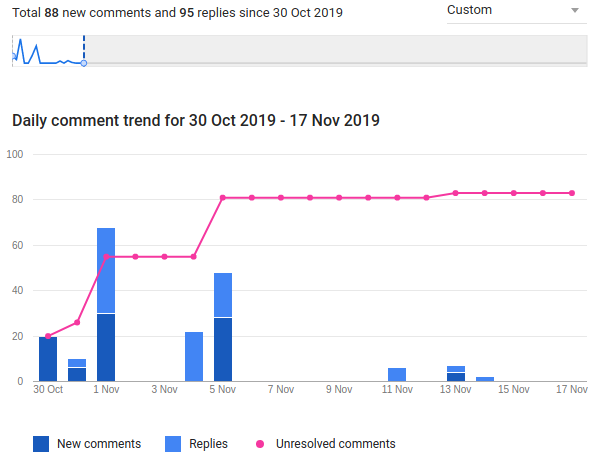 Total 88 new comments and 95 replies since 30 Oct 2019
Custom
Daily comment trend for 30 Oct 2019 - 17 Nov 2019
100
80
60
40
20
0
30 Oct 1 Nov 3 Nov 5 Nov 7 Nov 9 Nov 11 Nov 13 Nov 15 Nov 17 Nov
New comments Replies Unresolved comments